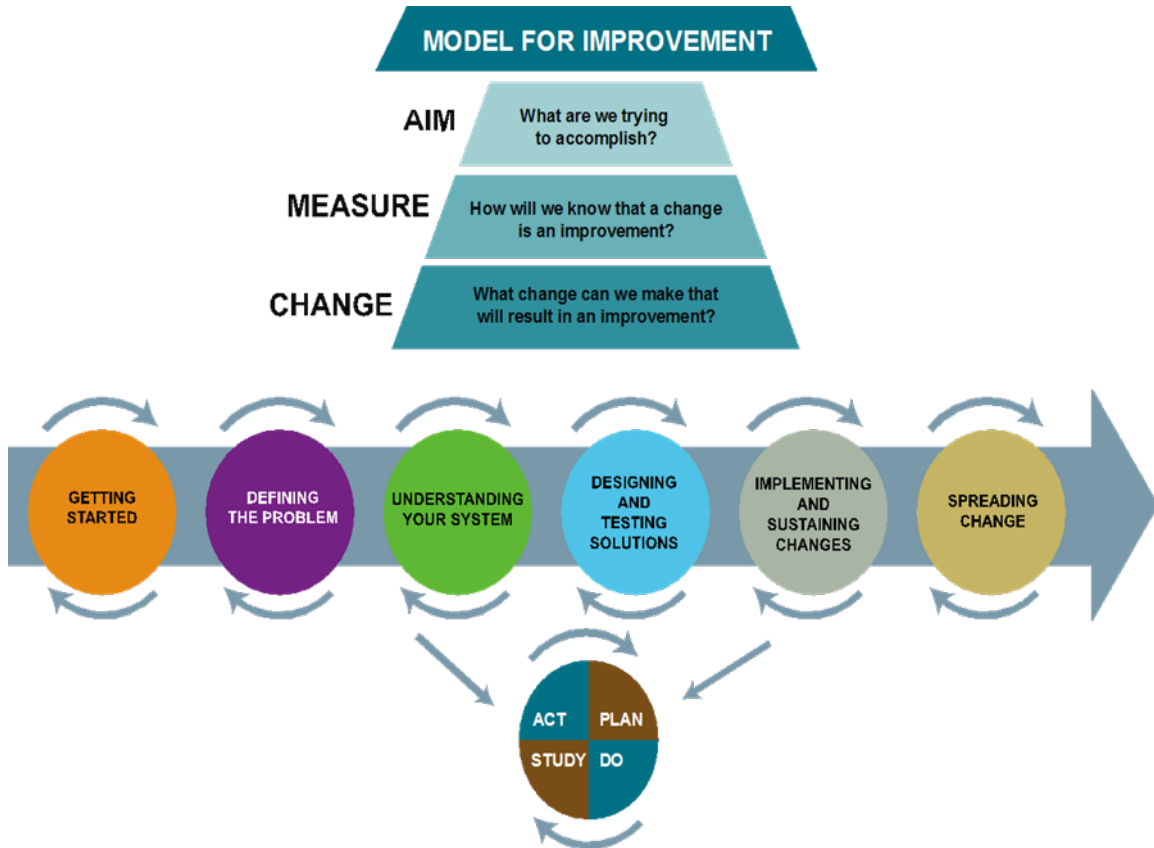 MODEL FOR IMPROVEMENT
AIM
What are we trying
to accomplish?
MEASURE
How will we know that a change
is an improvement?
CHANGE
What change can we make that
will result in an improvement?
GETTING
STARTED
DEFINING
THE PROBLEM
UNDERSTANDING
YOUR SYSTEM
DESIGNING
AND
TESTING
SOLUTIONS
IMPLEMENTING
AND
SUSTAINING
CHANGES
SPREADING
CHANGE
ACT PLAN
STUDY DO